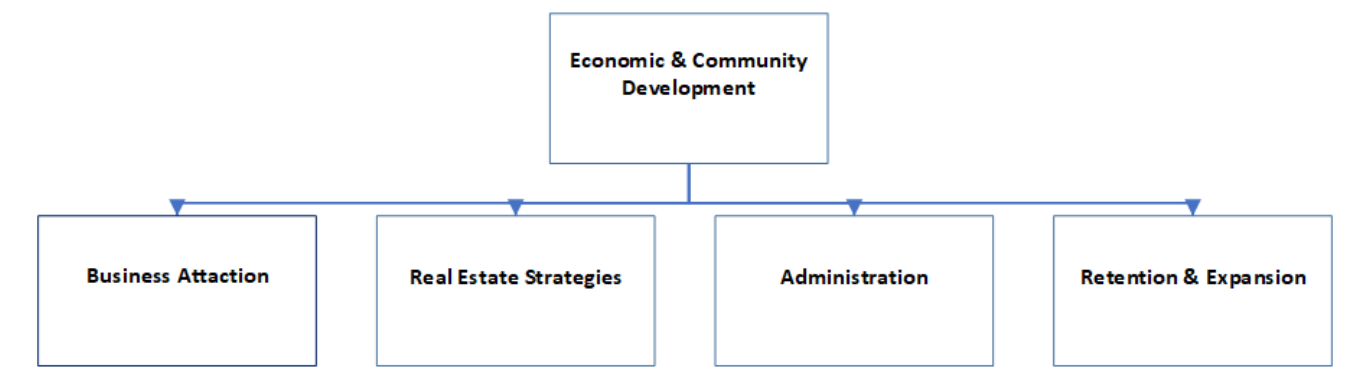 Economic & Community
Development
Business Attaction
Real Estate Strategies
Administration
Retention & Expansion